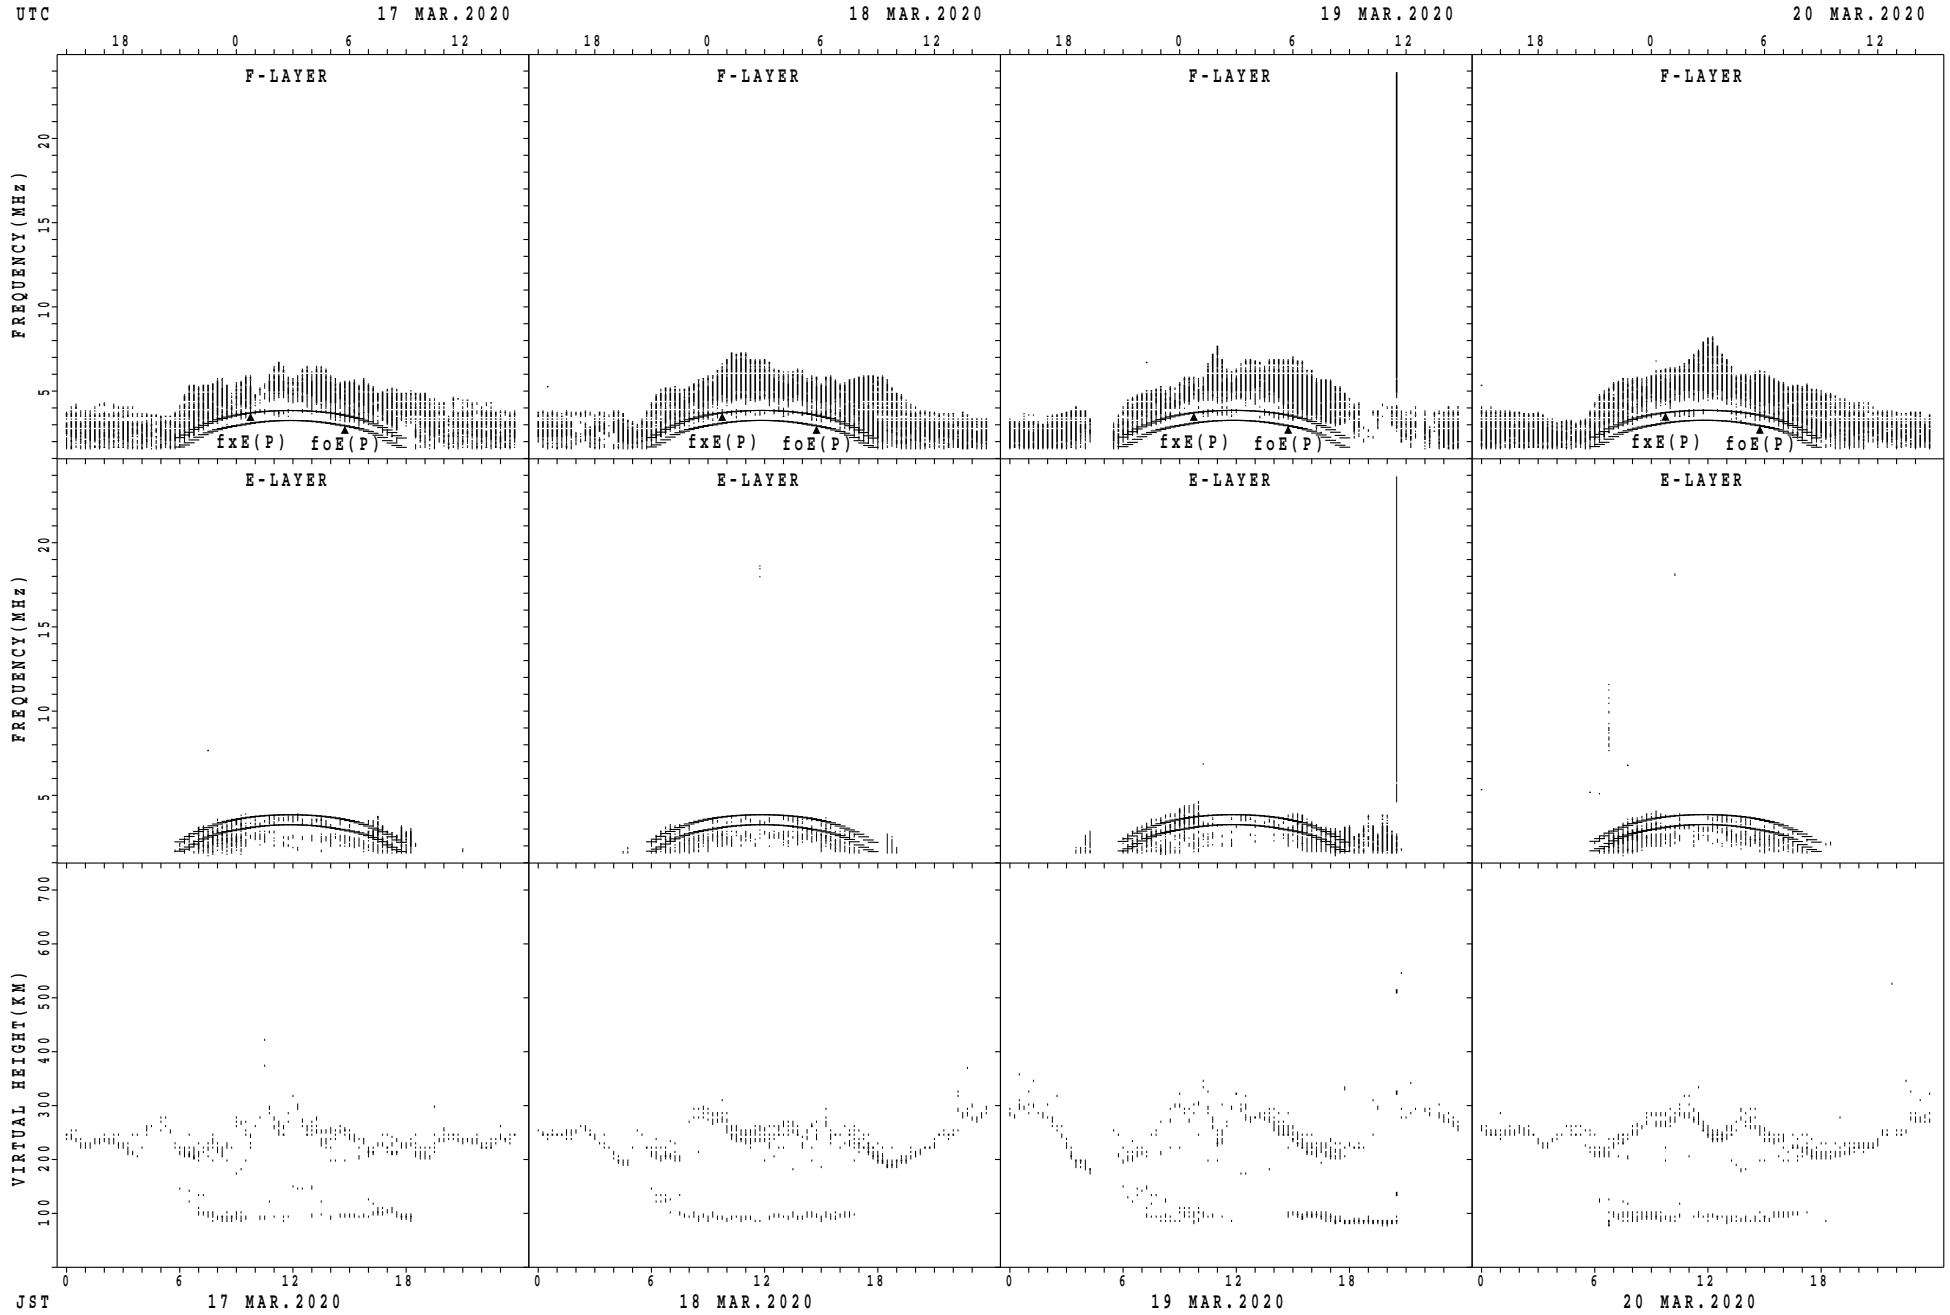 UTC 17 MAR.2020 18 MAR.2020 19 MAR.2020 20 MAR.2020
18 0 6 12 18 0 6 12 18 0 6 12 18 0 6 12
F-LAYER F-LAYER F-LAYER F-LAYER
FREQUENCY(MHz)
20
15
10
5
fxE(P) foE(P) fxE(P) foE(P) fxE(P) foE(P) fxE(P) foE(P)
E-LAYER E-LAYER E-LAYER E-LAYER
FREQUENCY(MHz)
20
15
10
5
VIRTUAL HEIGHT(KM)
700
600
500
400
300
200
100
0 6 12 18 0 6 12 18 0 6 12 18 0 6 12 18
JST 17 MAR.2020 18 MAR.2020 19 MAR.2020 20 MAR.2020